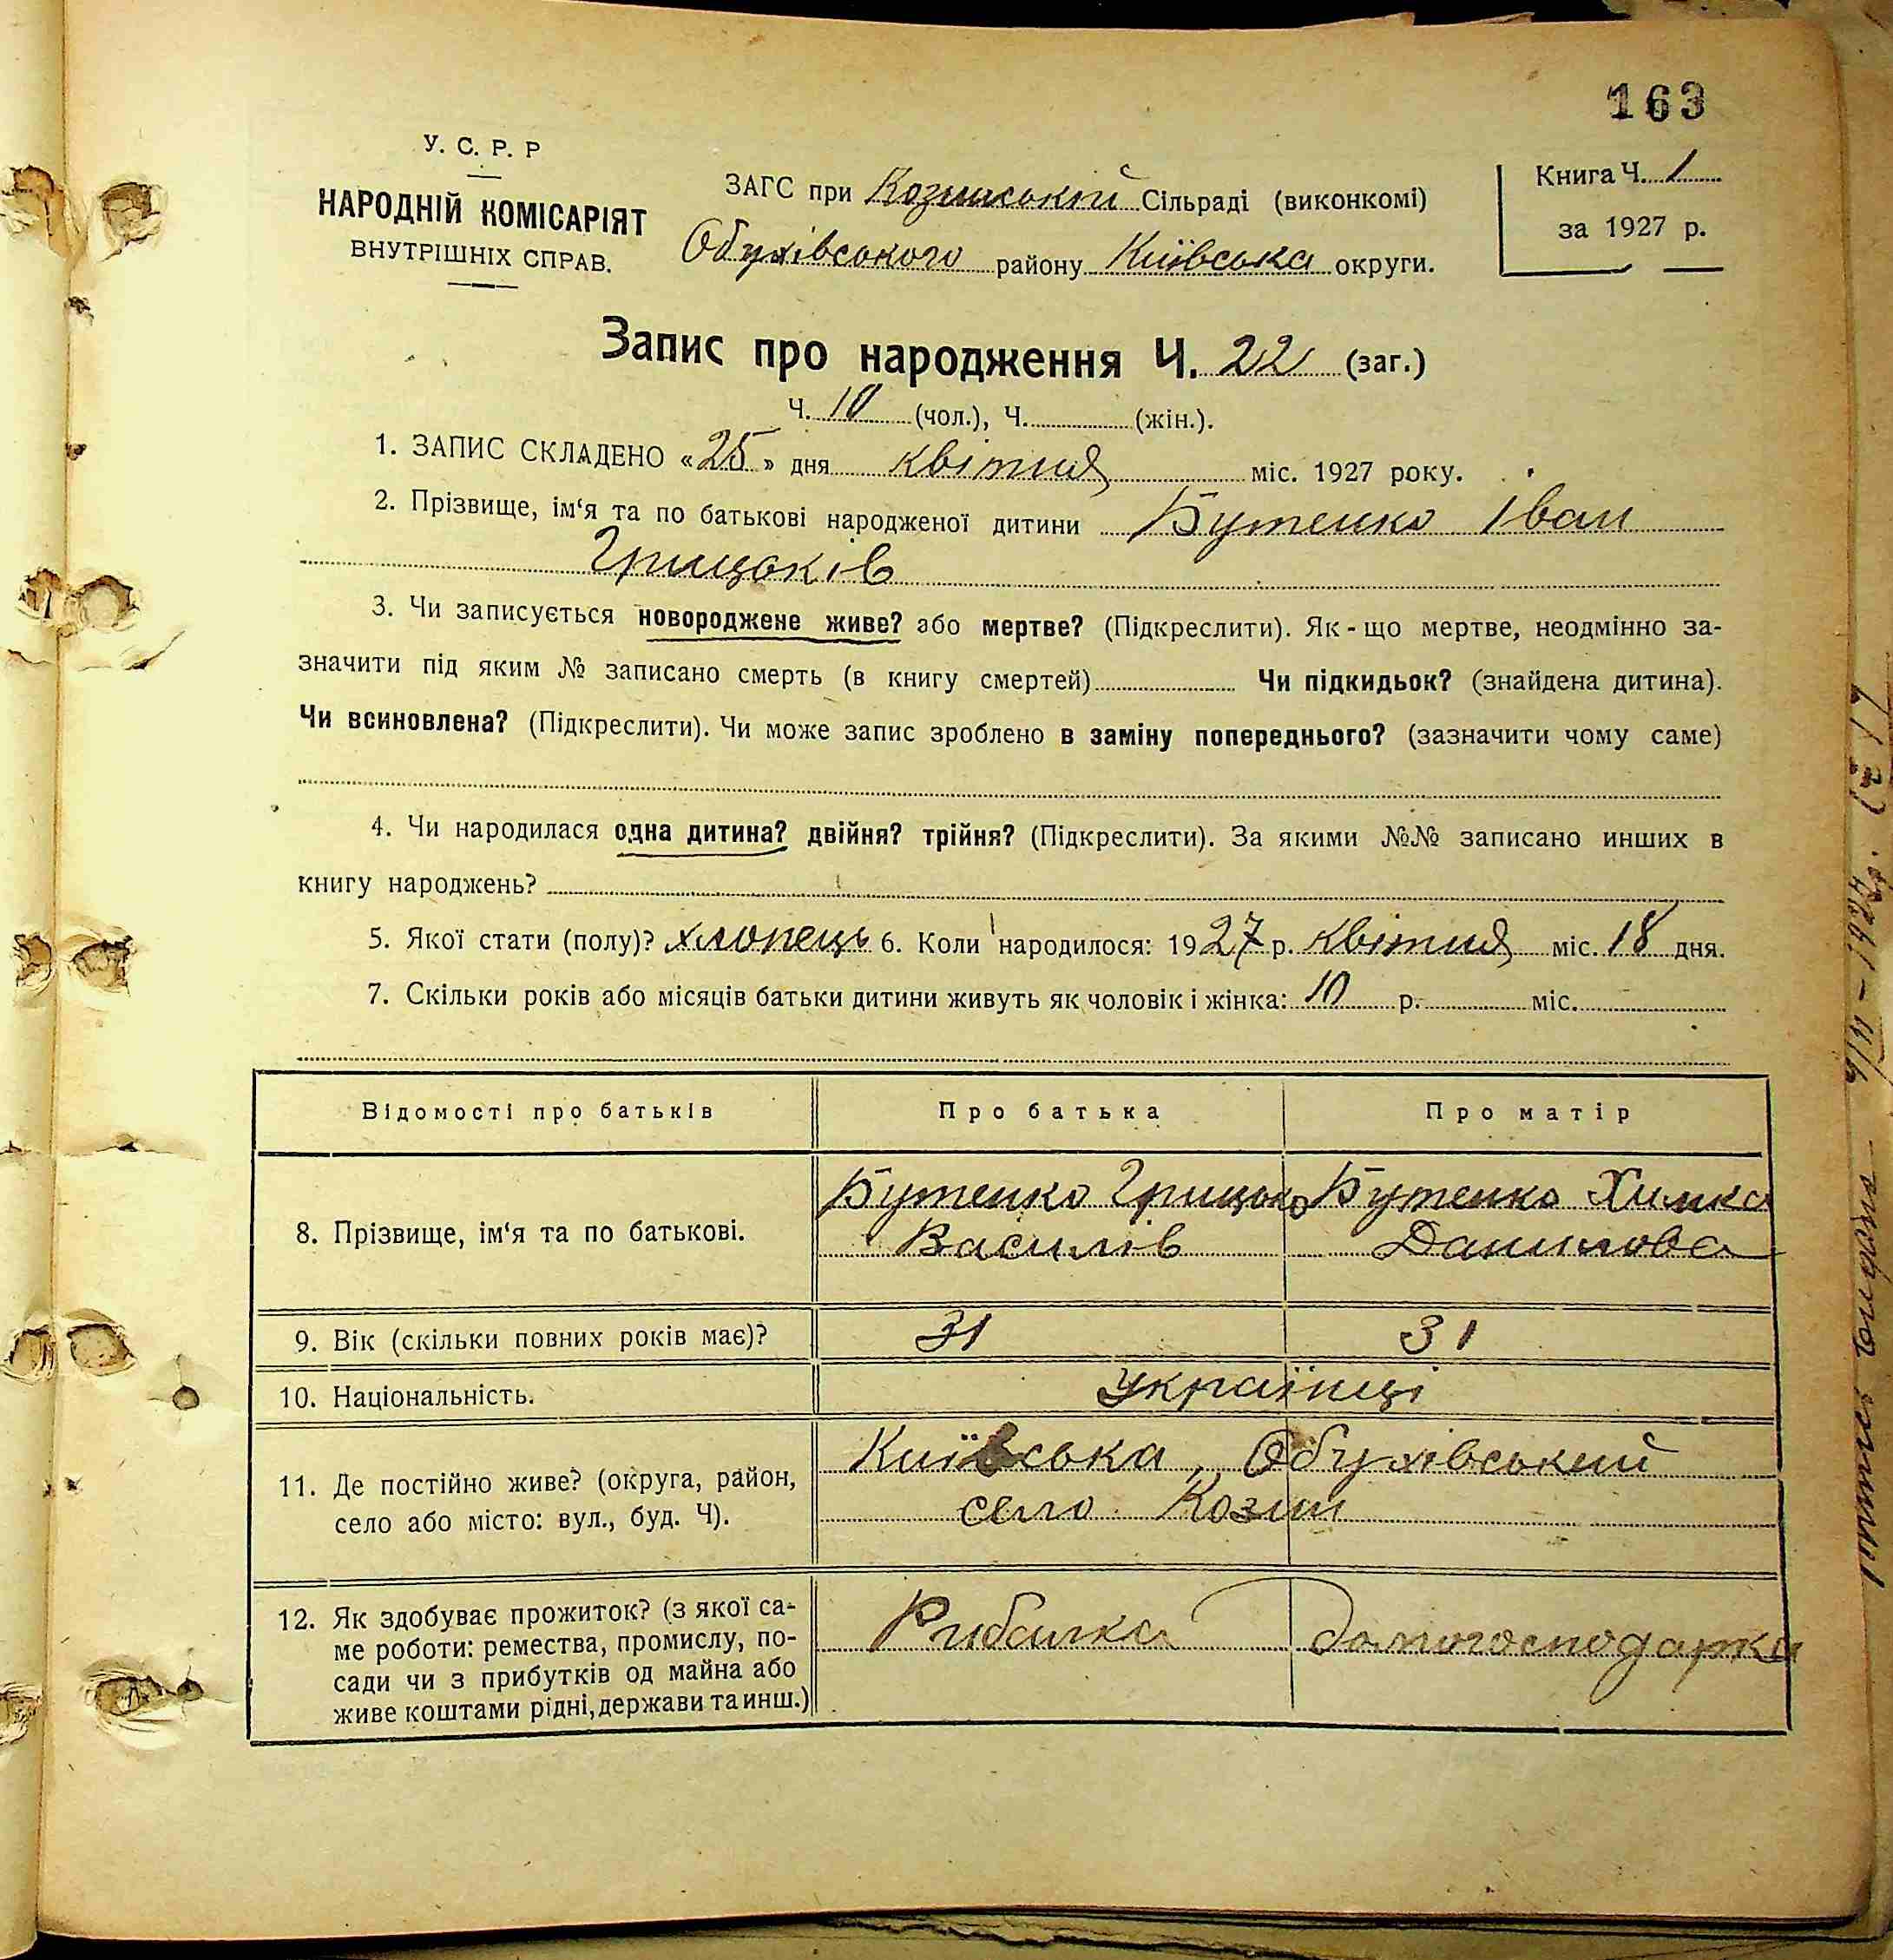 163
У. С. Р. Р
НАРОДНІЙ КОМІСАРІЯТ
ВНУТРІШНІХ СПРАВ.
ЗАГС при Козинській Сільраді (виконкомі)
Обухівського району Київська округи.
Книга Ч. 1
за 1927 р.
Запис про народження Ч. 22 (заг.)
Ч. 10 (чол.), Ч. (жін.).
1. ЗАПИС СКЛАДЕНО «25» дня квітня міс. 1927 року.
2. Прізвище, ім‘я та по батькові народженої дитини Бутенко Іван
Грицьків
3. Чи записується новороджене живе? або мертве? (Підкреслити). Як-що мертве, неодмінно за-
значити під яким № записано смерть (в книгу смертей) Чи підкидьок? (знайдена дитина).
Чи всиновлена? (Підкреслити). Чи може запис зроблено в заміну попереднього? (зазначити чому саме)
4. Чи народилася одна дитина? двійня? трійня? (Підкреслити). За якими №№ записано инших в
книгу народжень?
5. Якої стати (полу)? хлопець 6. Коли народилося: 1927 р. квітня міс. 18 дня.
7. Скільки років або місяців батьки дитини живуть як чоловік і жінка: 10 р. міс.
Відомості про батьків Про батька Про матір
8. Прізвище, ім‘я та по батькові.
Бутенко Грицько
Василів
Бутенко Химка
Данилова
9. Вік (скільки повних років має)? 31 31
10. Національність. Українці
11. Де постійно живе? (округа, район,
село або місто: вул., буд. Ч).
Київська, Обухівський
село Козин
12. Як здобуває прожиток? (з якої са-
ме роботи: ремества, промислу, по-
сади чи з прибутків од майна або
живе коштами рідні, держави та инш.)
Рибалка
домогосподарка